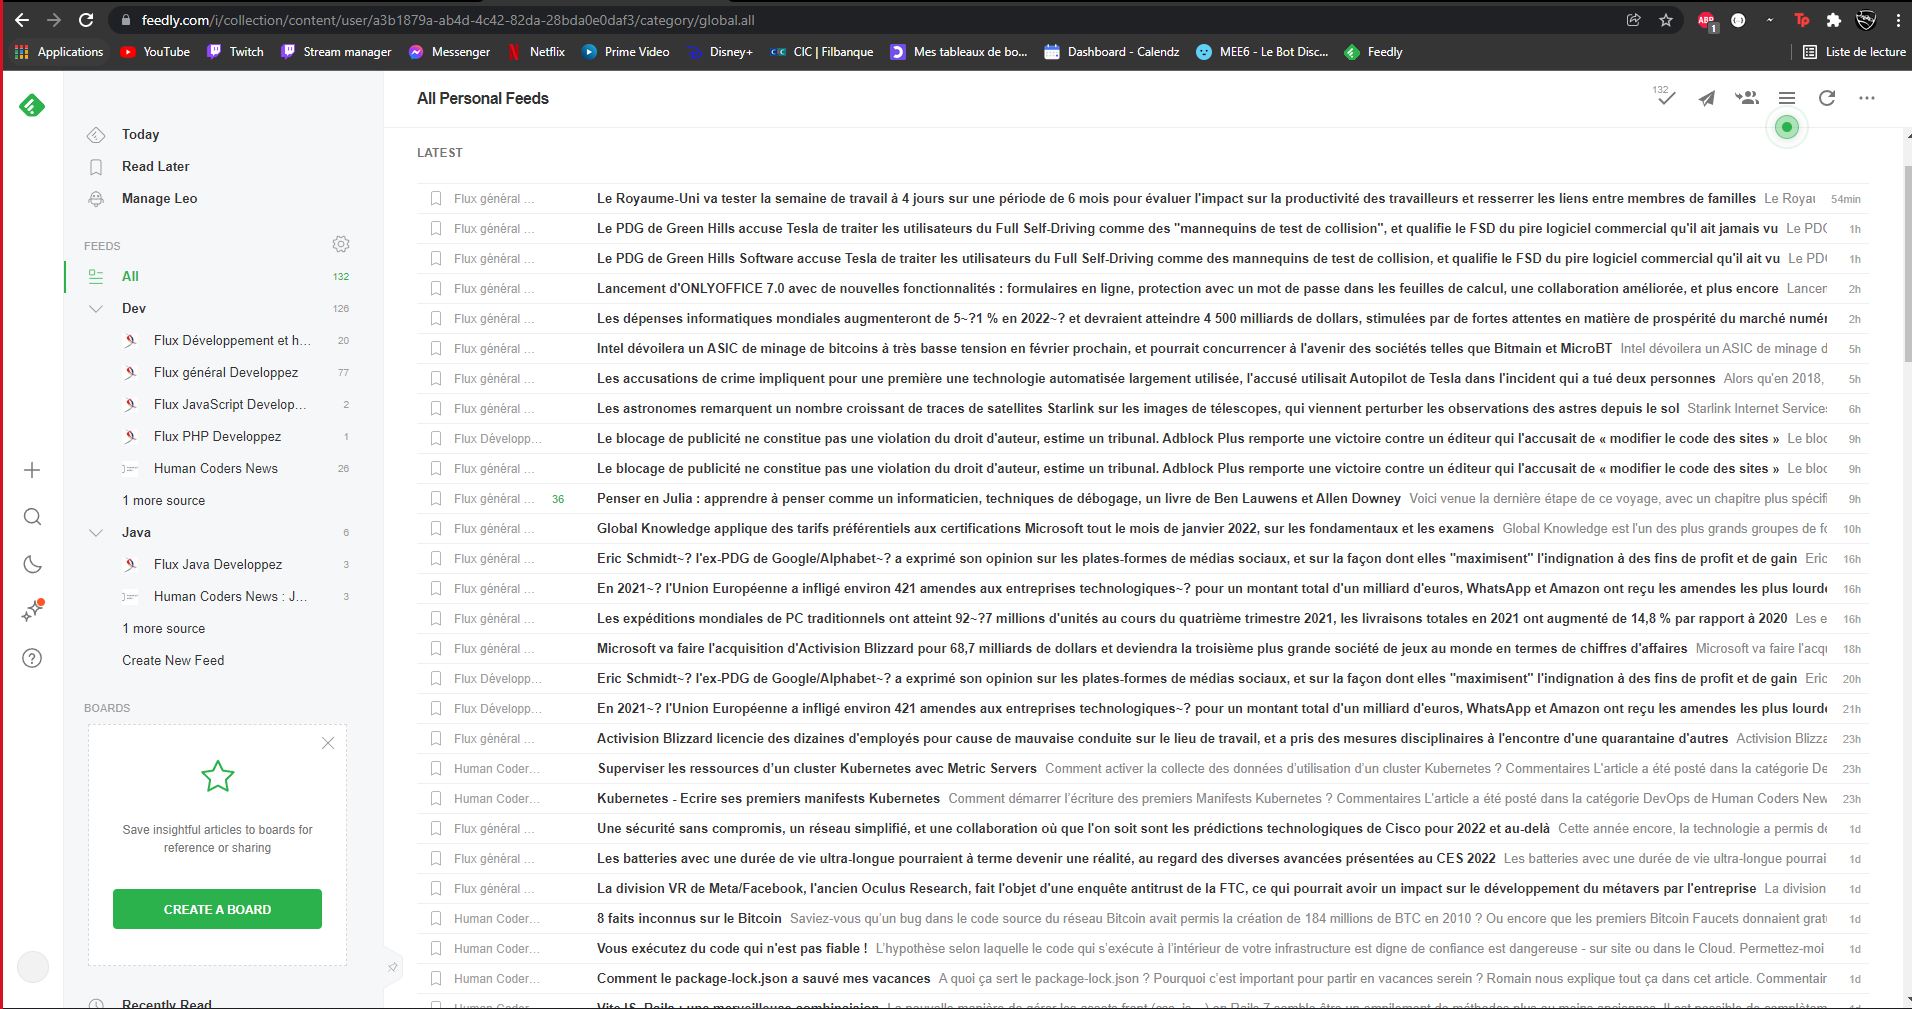 feedly.com/i/collection/content/user/a3b1879a-ab4d-4c42-82da-28bda0e0daf3/category/global.all
ABP 1 Tp
Applications YouTube Twitch Stream manager Messenger Netflix Prime Video Disney+ CIC | Filbanque Mes tableaux de bo... Dashboard - Calendz MEE6 - Le Bot Disc... Feedly Liste de lecture
Today
Read Later
Manage Leo
FEEDS
All 132
Dev 126
Flux Développement et h... 20
Flux général Developpez 77
Flux JavaScript Develop... 2
Flux PHP Developpez 1
Human Coders News 26
1 more source
Java 6
Flux Java Developpez 3
Human Coders News : J... 3
1 more source
Create New Feed
BOARDS
Save insightful articles to boards for
reference or sharing
CREATE A BOARD
Recently Read
All Personal Feeds 132
LATEST
Flux général ... Le Royaume-Uni va tester la semaine de travail à 4 jours sur une période de 6 mois pour évaluer l'impact sur la productivité des travailleurs et resserrer les liens entre membres de familles Le Royau 54min
Flux général ... Le PDG de Green Hills accuse Tesla de traiter les utilisateurs du Full Self-Driving comme des "mannequins de test de collision", et qualifie le FSD du pire logiciel commercial qu'il ait jamais vu Le PDG 1h
Flux général ... Le PDG de Green Hills Software accuse Tesla de traiter les utilisateurs du Full Self-Driving comme des mannequins de test de collision, et qualifie le FSD du pire logiciel commercial qu'il ait vu Le PDG 1h
Flux général ... Lancement d'ONLYOFFICE 7.0 avec de nouvelles fonctionnalités : formulaires en ligne, protection avec un mot de passe dans les feuilles de calcul, une collaboration améliorée, et plus encore Lancen 2h
Flux général ... Les dépenses informatiques mondiales augmenteront de 5~?1 % en 2022~? et devraient atteindre 4 500 milliards de dollars, stimulées par de fortes attentes en matière de prospérité du marché numér 2h
Flux général ... Intel dévoilera un ASIC de minage de bitcoins à très basse tension en février prochain, et pourrait concurrencer à l'avenir des sociétés telles que Bitmain et MicroBT Intel dévoilera un ASIC de minage d 5h
Flux général ... Les accusations de crime impliquent pour une première une technologie automatisée largement utilisée, l'accusé utilisait Autopilot de Tesla dans l'incident qui a tué deux personnes Alors qu'en 2018, 5h
Flux général ... Les astronomes remarquent un nombre croissant de traces de satellites Starlink sur les images de télescopes, qui viennent perturber les observations des astres depuis le sol Starlink Internet Services 6h
Flux Développ... Le blocage de publicité ne constitue pas une violation du droit d'auteur, estime un tribunal. Adblock Plus remporte une victoire contre un éditeur qui l'accusait de « modifier le code des sites » Le bloc 9h
Flux général ... Le blocage de publicité ne constitue pas une violation du droit d'auteur, estime un tribunal. Adblock Plus remporte une victoire contre un éditeur qui l'accusait de « modifier le code des sites » Le bloc 9h
Flux général ... 36 Penser en Julia : apprendre à penser comme un informaticien, techniques de débogage, un livre de Ben Lauwens et Allen Downey Voici venue la dernière étape de ce voyage, avec un chapitre plus spécifi 9h
Flux général ... Global Knowledge applique des tarifs préférentiels aux certifications Microsoft tout le mois de janvier 2022, sur les fondamentaux et les examens Global Knowledge est l'un des plus grands groupes de fo 10h
Flux général ... Eric Schmidt~? l'ex-PDG de Google/Alphabet~? a exprimé son opinion sur les plates-formes de médias sociaux, et sur la façon dont elles "maximisent" l'indignation à des fins de profit et de gain Eric 16h
Flux général ... En 2021~? l'Union Européenne a infligé environ 421 amendes aux entreprises technologiques~? pour un montant total d'un milliard d'euros, WhatsApp et Amazon ont reçu les amendes les plus lourde 16h
Flux général ... Les expéditions mondiales de PC traditionnels ont atteint 92~?7 millions d'unités au cours du quatrième trimestre 2021, les livraisons totales en 2021 ont augmenté de 14,8 % par rapport à 2020 Les e 16h
Flux général ... Microsoft va faire l'acquisition d'Activision Blizzard pour 68,7 milliards de dollars et deviendra la troisième plus grande société de jeux au monde en termes de chiffres d'affaires Microsoft va faire l'acqu 18h
Flux Développ... Eric Schmidt~? l'ex-PDG de Google/Alphabet~? a exprimé son opinion sur les plates-formes de médias sociaux, et sur la façon dont elles "maximisent" l'indignation à des fins de profit et de gain Eric 20h
Flux Développ... En 2021~? l'Union Européenne a infligé environ 421 amendes aux entreprises technologiques~? pour un montant total d'un milliard d'euros, WhatsApp et Amazon ont reçu les amendes les plus lourde 21h
Flux général ... Activision Blizzard licencie des dizaines d'employés pour cause de mauvaise conduite sur le lieu de travail, et a pris des mesures disciplinaires à l'encontre d'une quarantaine d'autres Activision Blizza 23h
Human Coder... Superviser les ressources d'un cluster Kubernetes avec Metric Servers Comment activer la collecte des données d'utilisation d'un cluster Kubernetes ? Commentaires L'article a été posté dans la catégorie De 23h
Human Coder... Kubernetes - Ecrire ses premiers manifests Kubernetes Comment démarrer l'écriture des premiers Manifests Kubernetes ? Commentaires L'article a été posté dans la catégorie DevOps de Human Coders New 23h
Flux général ... Une sécurité sans compromis, un réseau simplifié, et une collaboration où que l'on soit sont les prédictions technologiques de Cisco pour 2022 et au-delà Cette année encore, la technologie a permis de 1d
Flux général ... Les batteries avec une durée de vie ultra-longue pourraient à terme devenir une réalité, au regard des diverses avancées présentées au CES 2022 Les batteries avec une durée de vie ultra-longue pourrai 1d
Flux général ... La division VR de Meta/Facebook, l'ancien Oculus Research, fait l'objet d'une enquête antitrust de la FTC, ce qui pourrait avoir un impact sur le développement du métavers par l'entreprise La division 1d
Human Coder... 8 faits inconnus sur le Bitcoin Saviez-vous qu'un bug dans le code source du réseau Bitcoin avait permis la création de 184 millions de BTC en 2010 ? Ou encore que les premiers Bitcoin Faucets donnaient grat 1d
Human Coder... Vous exécutez du code qui n'est pas fiable ! L'hypothèse selon laquelle le code qui s'exécute à l'intérieur de votre infrastructure est digne de confiance est dangereuse - sur site ou dans le Cloud. Permettez-moi 1d
Human Coder... Comment le package-lock.json a sauvé mes vacances A quoi ça sert le package-lock.json ? Pourquoi c'est important pour partir en vacances serein ? Romain nous explique tout ça dans cet article. Commentair 1d